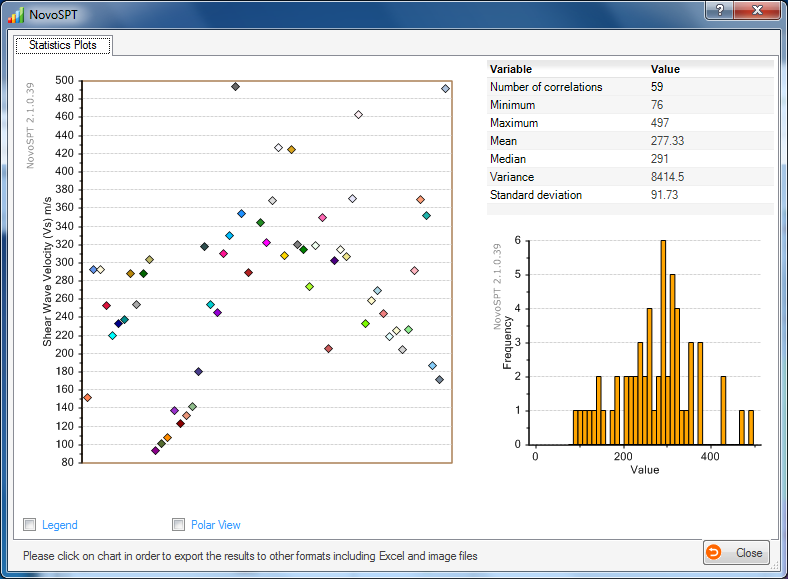 NovoSPT
?
Statistics Plots
NovoSPT 2.1.0.39
Shear Wave Velocity (Vs) m/s
500
480
460
440
420
400
380
360
340
320
300
280
260
240
220
200
180
160
140
120
100
80
Variable Value
Number of correlations 59
Minimum 76
Maximum 497
Mean 277.33
Median 291
Variance 8414.5
Standard deviation 91.73
NovoSPT 2.1.0.39
Frequency
6
5
4
3
2
1
0
0 200 400
Value
Legend
Polar View
Please click on chart in order to export the results to other formats including Excel and image files
Close